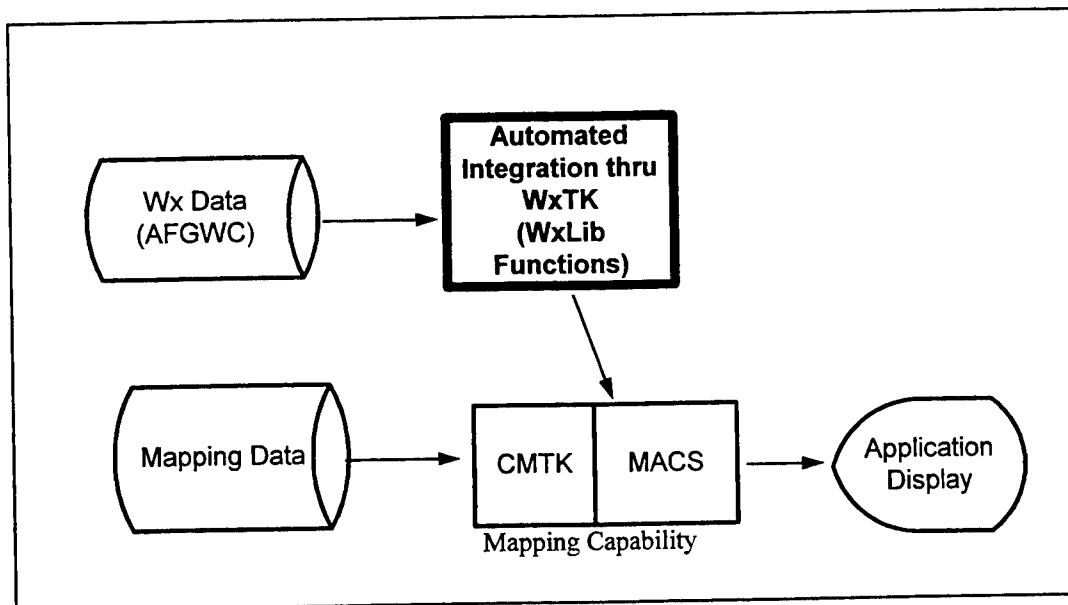 Wx Data
(AFGWC)
Automated
Integration thru
WxTK
(WxLib
Functions)
Mapping Data
CMTK
MACS
Application
Display
Mapping Capability